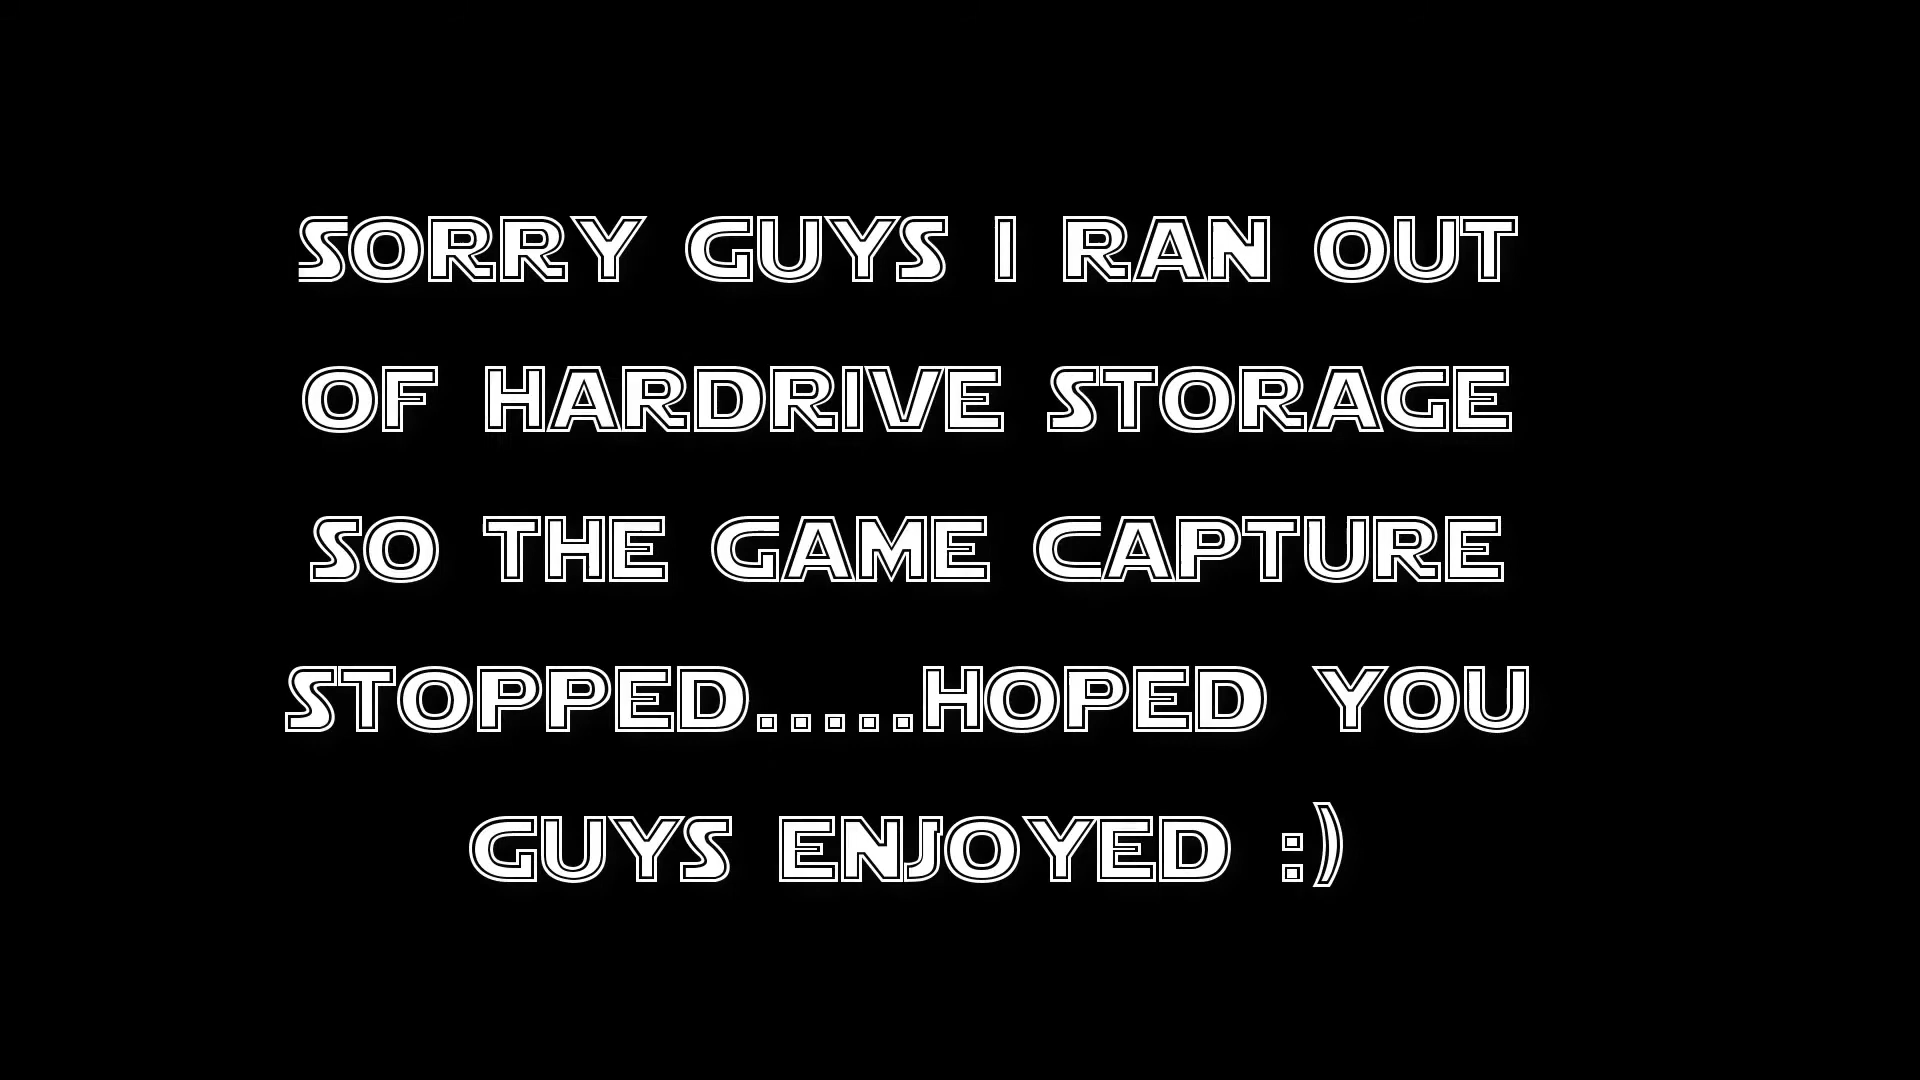 SORRY GUYS I RAN OUT
OF HARDRIVE STORAGE
SO THE GAME CAPTURE
STOPPED.....HOPED YOU
GUYS ENJOYED :)